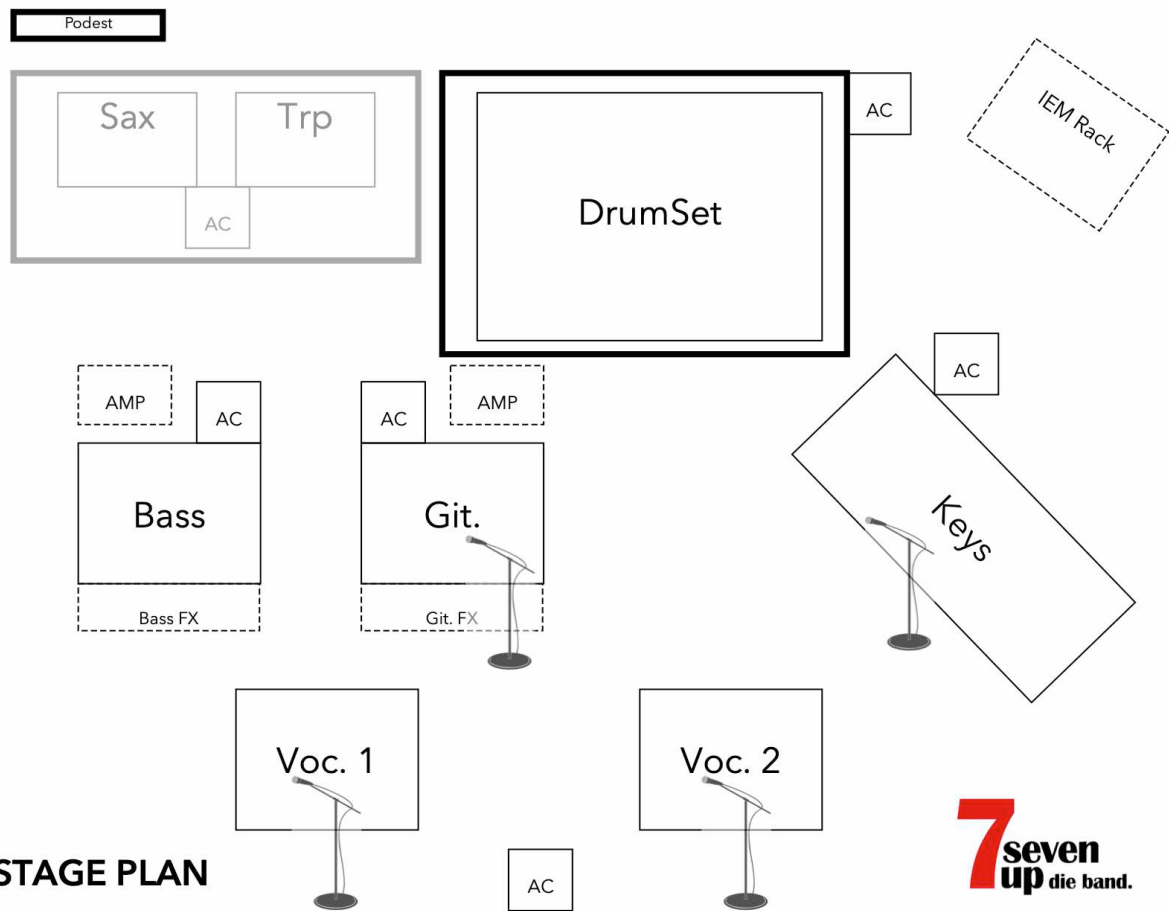 Podest
Sax
Trp
AC
DrumSet
AC
IEM Rack
AMP
AC
AC
AMP
AC
Bass
Git.
Keys
Bass FX
Git. FX
Voc. 1
Voc. 2
STAGE PLAN
AC
7 seven
up die band.